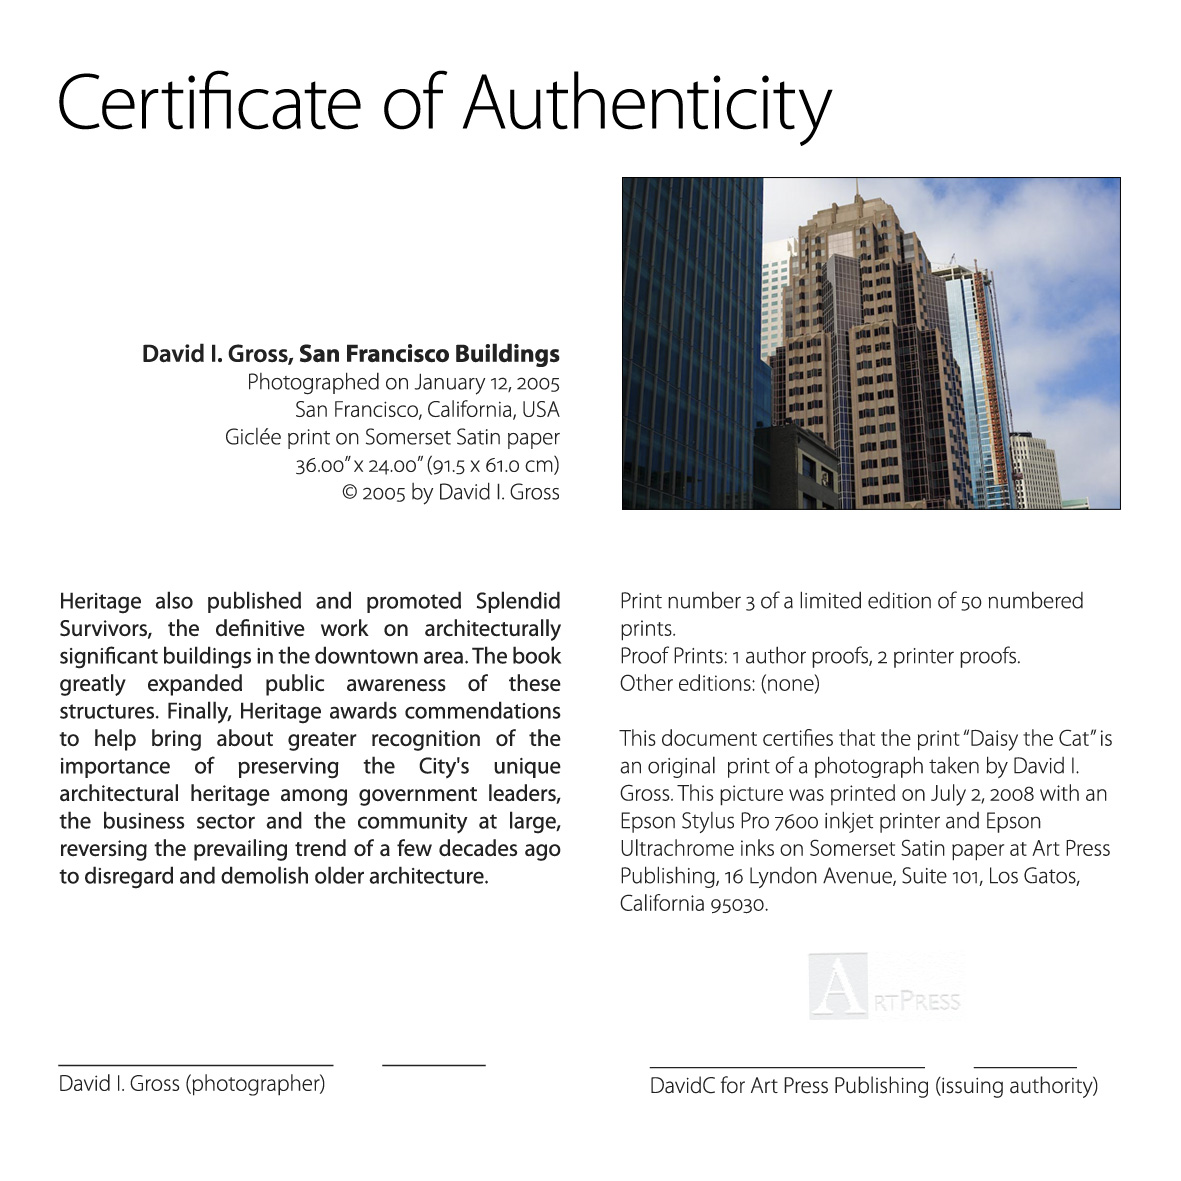 Certificate of Authenticity
David I. Gross, San Francisco Buildings
Photographed on January 12, 2005
San Francisco, California, USA
Giclée print on Somerset Satin paper
36.00” x 24.00” (91.5 x 61.0 cm)
© 2005 by David I. Gross
Heritage also published and promoted Splendid
Survivors, the definitive work on architecturally
significant buildings in the downtown area. The book
greatly expanded public awareness of these
structures. Finally, Heritage awards commendations
to help bring about greater recognition of the
importance of preserving the City's unique
architectural heritage among government leaders,
the business sector and the community at large,
reversing the prevailing trend of a few decades ago
to disregard and demolish older architecture.
Print number 3 of a limited edition of 50 numbered
prints.
Proof Prints: 1 author proofs, 2 printer proofs.
Other editions: (none)
This document certifies that the print “Daisy the Cat” is
an original  print of a photograph taken by David I.
Gross. This picture was printed on July 2, 2008 with an
Epson Stylus Pro 7600 inkjet printer and Epson
Ultrachrome inks on Somerset Satin paper at Art Press
Publishing, 16 Lyndon Avenue, Suite 101, Los Gatos,
California 95030.
ARTPRESS
David I. Gross (photographer)
DavidC for Art Press Publishing (issuing authority)